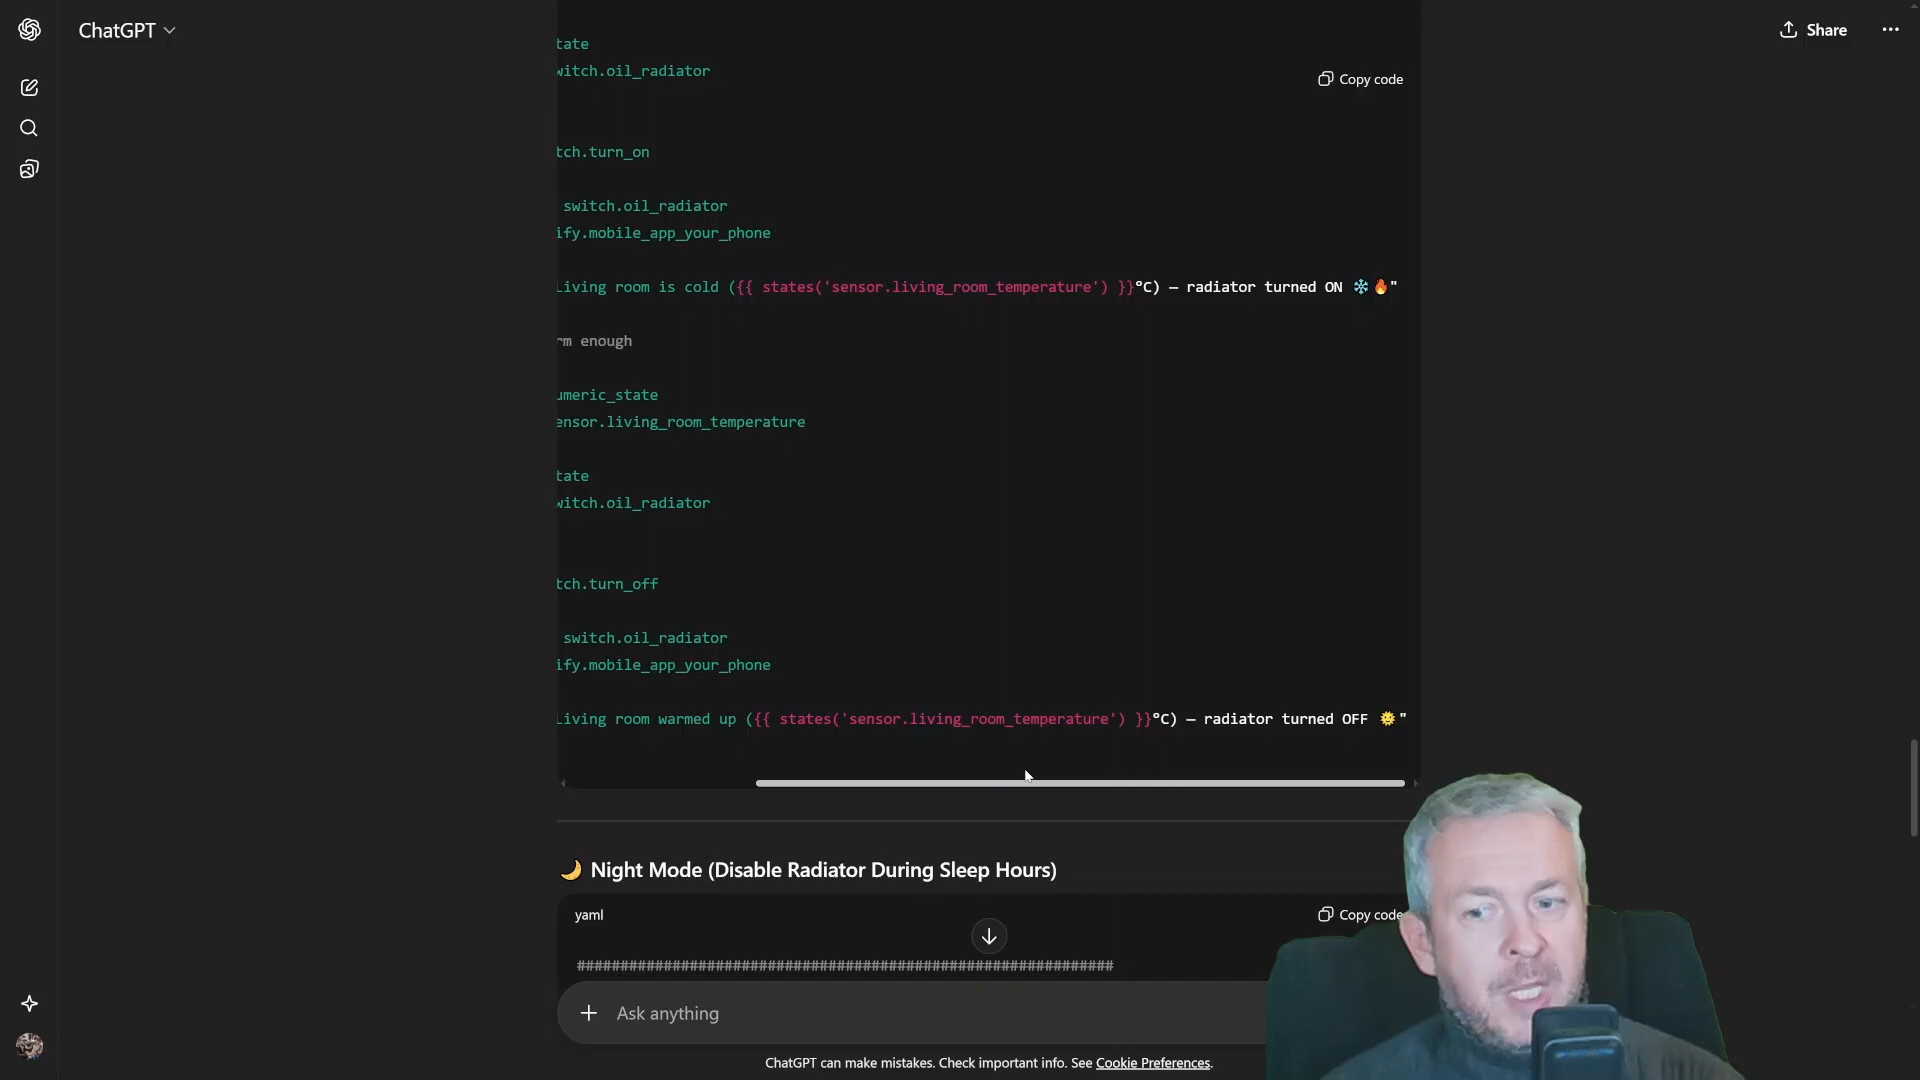 ChatGPT
Share
tate
witch.oil_radiator
Copy code
tch.turn_on
switch.oil_radiator
ify.mobile_app_your_phone
Living room is cold ({{ states('sensor.living_room_temperature') }}°C) — radiator turned ON ❄️🔥"
rm enough
umeric_state
ensor.living_room_temperature
tate
witch.oil_radiator
tch.turn_off
switch.oil_radiator
ify.mobile_app_your_phone
Living room warmed up ({{ states('sensor.living_room_temperature') }}°C) — radiator turned OFF 🌞"
🌙 Night Mode (Disable Radiator During Sleep Hours)
yaml
Copy code
##############################################################
Ask anything
ChatGPT can make mistakes. Check important info. See Cookie Preferences.